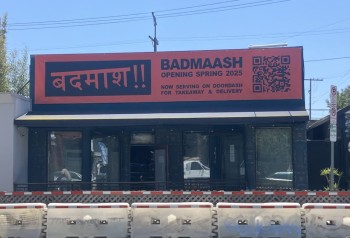 बदमाश!!
BADMAASH
OPENING SPRING 2025
NOW SERVING ON DOORDASH
FOR TAKEAWAY & DELIVERY